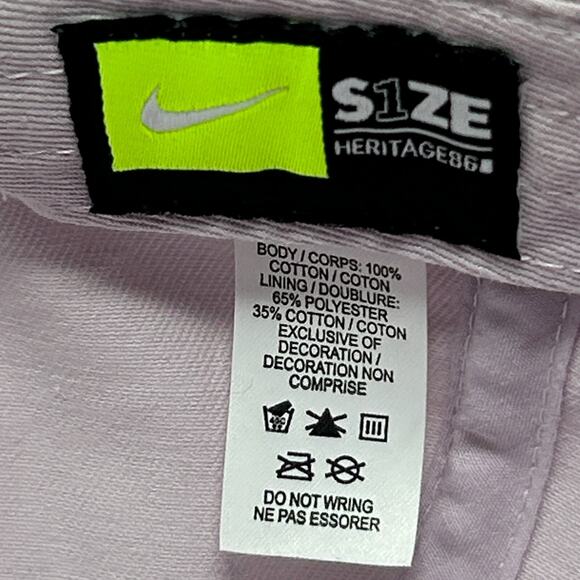 S1ZE
HERITAGE86
BODY / CORPS: 100%
COTTON / COTON
LINING / DOUBLURE:
65% POLYESTER
35% COTTON / COTON
EXCLUSIVE OF
DECORATION /
DECORATION NON
COMPRISE
DO NOT WRING
NE PAS ESSORER